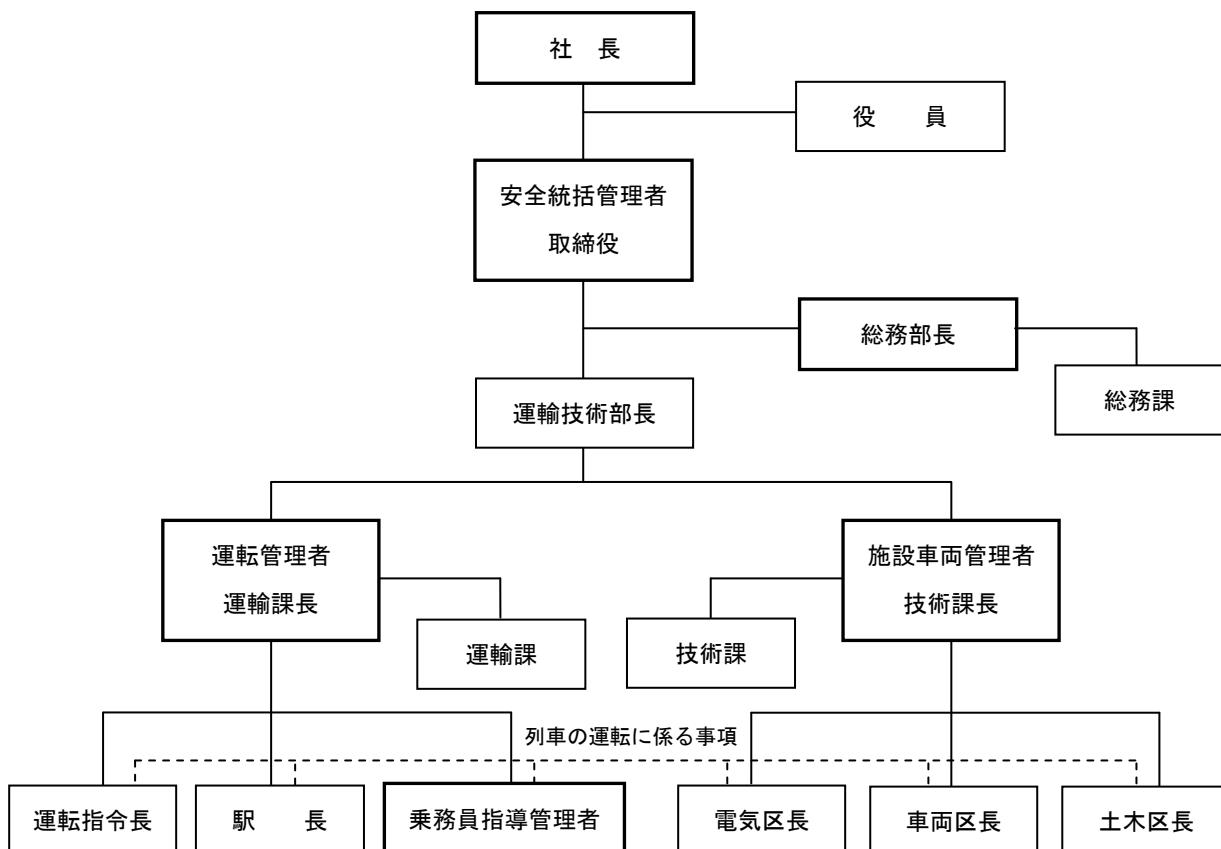 社　長
役　　員
安全統括管理者
取締役
総務部長
総務課
運輸技術部長
運転管理者
運輸課長
施設車両管理者
技術課長
運輸課
技術課
列車の運転に係る事項
運転指令長
駅　　長
乗務員指導管理者
電気区長
車両区長
土木区長